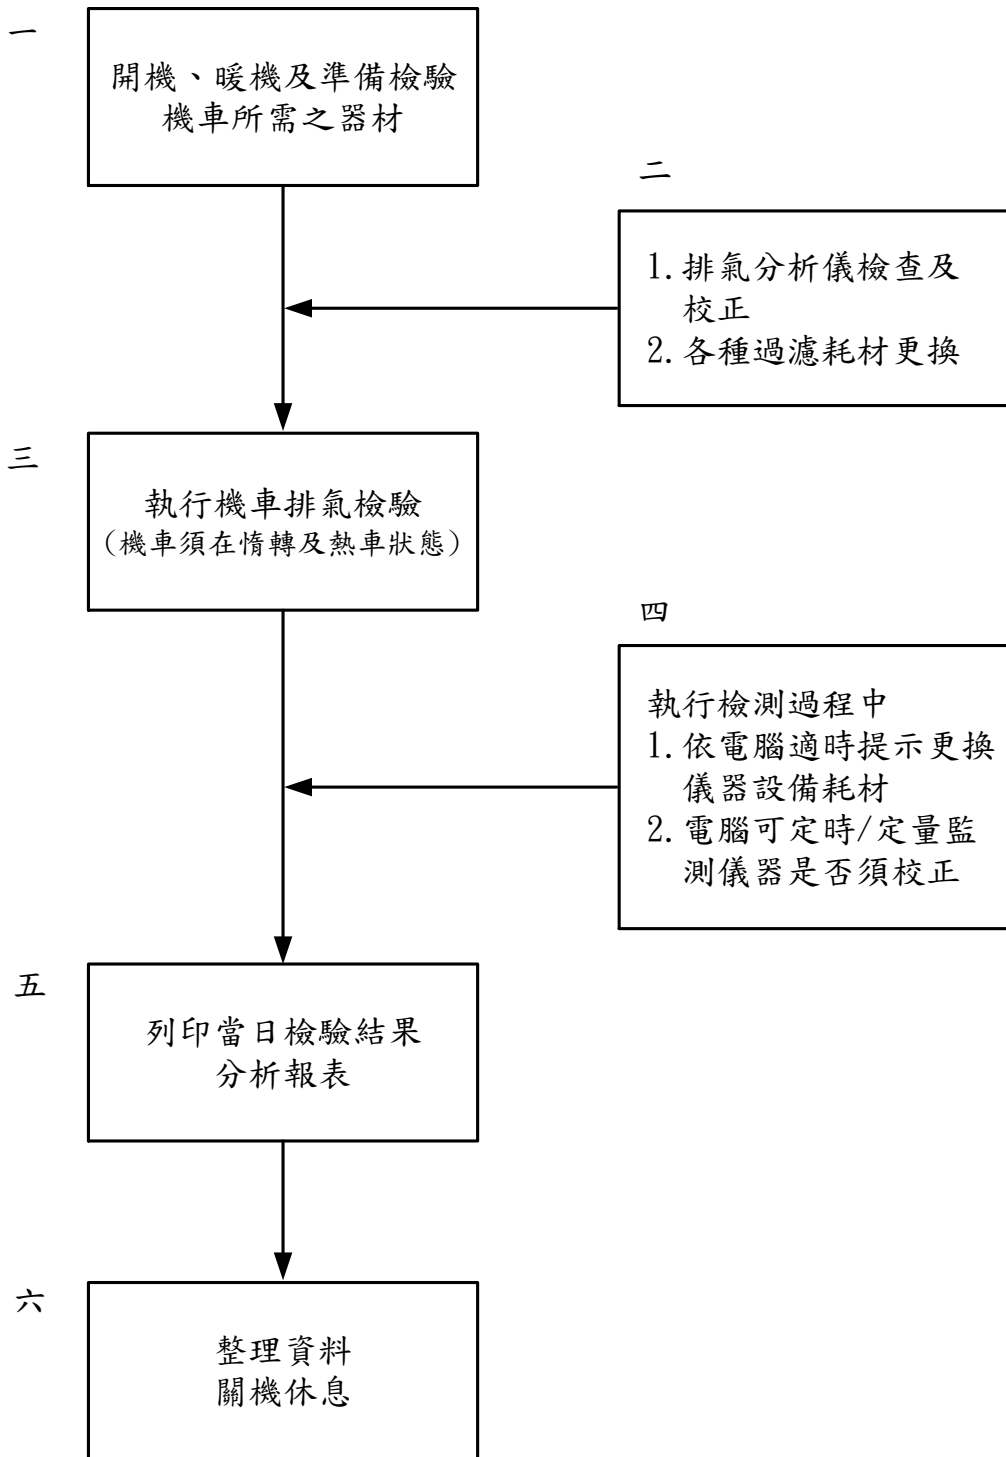 一
開機、暖機及準備檢驗
機車所需之器材
二
1.排氣分析儀檢查及
校正
2.各種過濾耗材更換
三
執行機車排氣檢驗
(機車須在惰轉及熱車狀態)
四
執行檢測過程中
1.依電腦適時提示更換
儀器設備耗材
2.電腦可定時/定量監
測儀器是否須校正
五
列印當日檢驗結果
分析報表
六
整理資料
關機休息